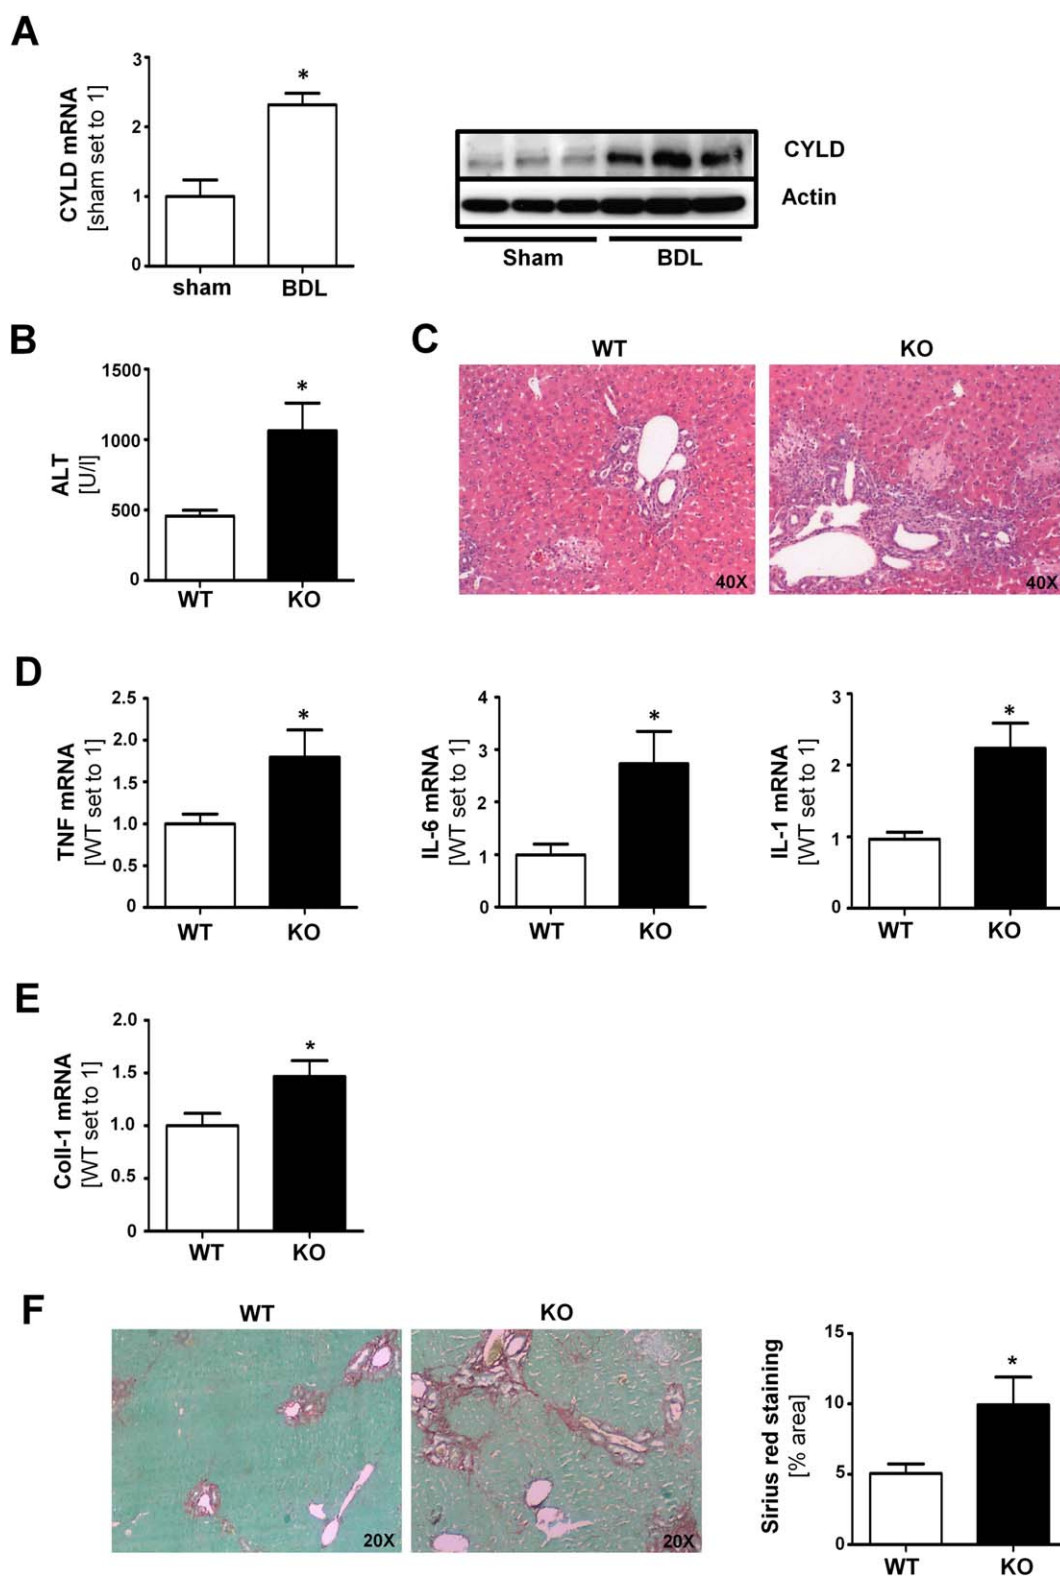 A
CYLD mRNA
[sham set to 1]
3
2
1
0
sham
BDL
*
CYLD
Actin
Sham
BDL
B
ALT
[U/l]
1500
1000
500
0
WT
KO
*
C
WT
KO
40X
40X
D
TNF mRNA
[WT set to 1]
2.5
2.0
1.5
1.0
0.5
0
WT
KO
*
IL-6 mRNA
[WT set to 1]
4
3
2
1
0
WT
KO
*
IL-1 mRNA
[WT set to 1]
3
2
1
0
WT
KO
*
E
Coll-1 mRNA
[WT set to 1]
2.0
1.5
1.0
0.5
0
WT
KO
*
F
WT
KO
20X
20X
Sirius red staining
[% area]
15
10
5
0
WT
KO
*